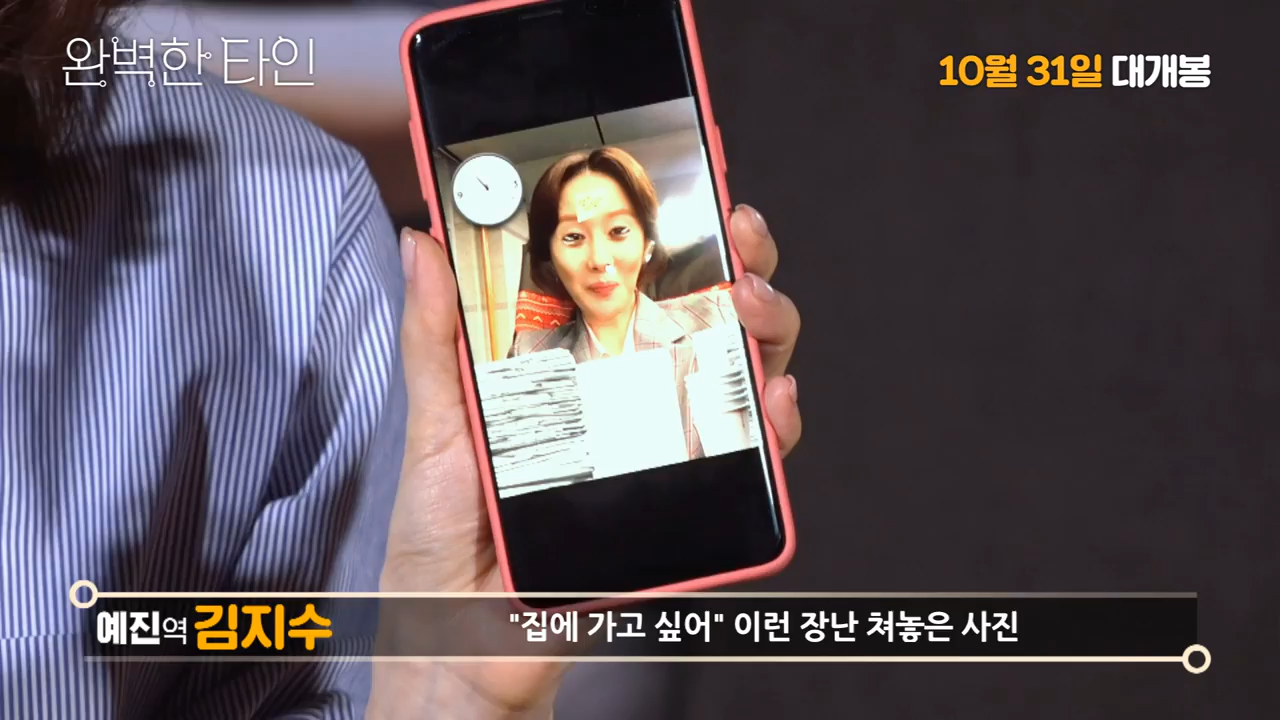 완벽한 타인
10월 31일 대개봉
예진역 김지수
"집에 가고 싶어" 이런 장난 쳐놓은 사진